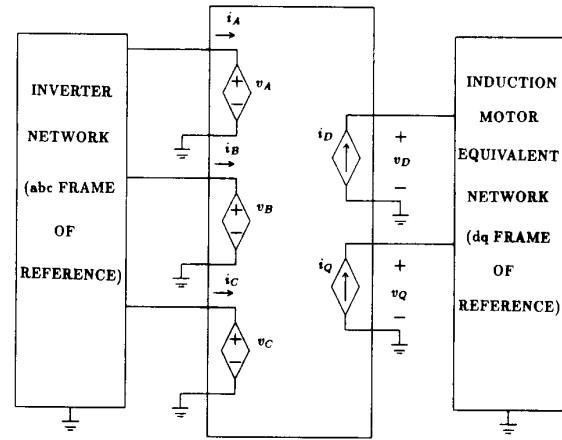 INVERTER
NETWORK
(abc FRAME
OF
REFERENCE)
i_A
+
−
v_A
i_B
+
−
v_B
i_C
+
−
v_C
i_D
+
v_D
−
i_Q
+
v_Q
−
INDUCTION
MOTOR
EQUIVALENT
NETWORK
(dq FRAME
OF
REFERENCE)